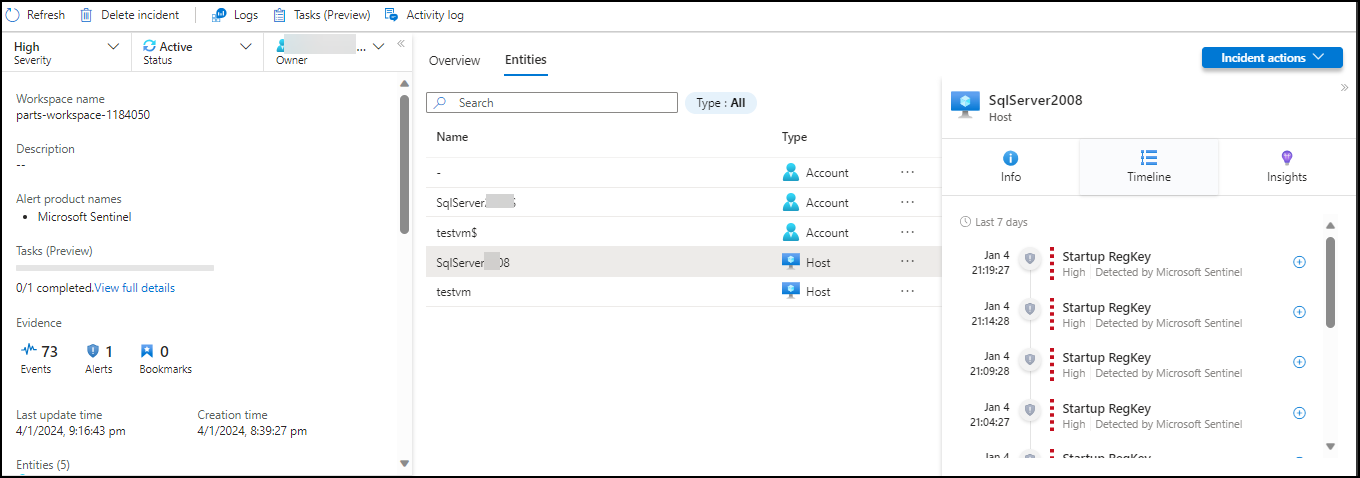 Refresh Delete incident Logs Tasks (Preview) Activity log
High
Severity
Active
Status
...
Owner
Workspace name
parts-workspace-1184050
Description
--
Alert product names
• Microsoft Sentinel
Tasks (Preview)
0/1 completed.View full details
Evidence
73
Events
1
Alerts
0
Bookmarks
Last update time
4/1/2024, 9:16:43 pm
Creation time
4/1/2024, 8:39:27 pm
Entities (5)
Overview Entities
Incident actions
Search
Type : All
Name Type
- Account ...
SqlServer Account ...
testvm$ Account ...
SqlServer 08 Host ...
testvm Host ...
SqlServer2008
Host
Info Timeline Insights
Last 7 days
Jan 4
21:19:27
Startup RegKey
High | Detected by Microsoft Sentinel
Jan 4
21:14:28
Startup RegKey
High | Detected by Microsoft Sentinel
Jan 4
21:09:28
Startup RegKey
High | Detected by Microsoft Sentinel
Jan 4
21:04:27
Startup RegKey
High | Detected by Microsoft Sentinel
Jan 4
Startup RegKey